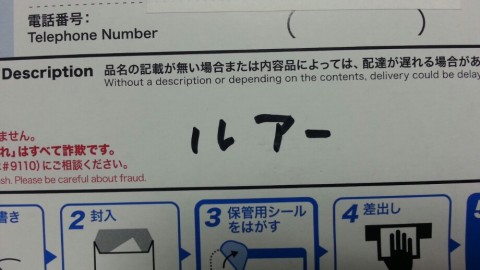 電話番号:
Telephone Number ( )
Description 品名の記載が無い場合または内容品によっては、配達が遅れる場合があ
Without a description or depending on the contents, delivery could be delay
ルアー
ません。
れ」はすべて詐欺です。
#9110)にご相談ください。
sh. Please be careful about fraud.
書き
2 封入
3 保管用シール
をはがす
4 差出し